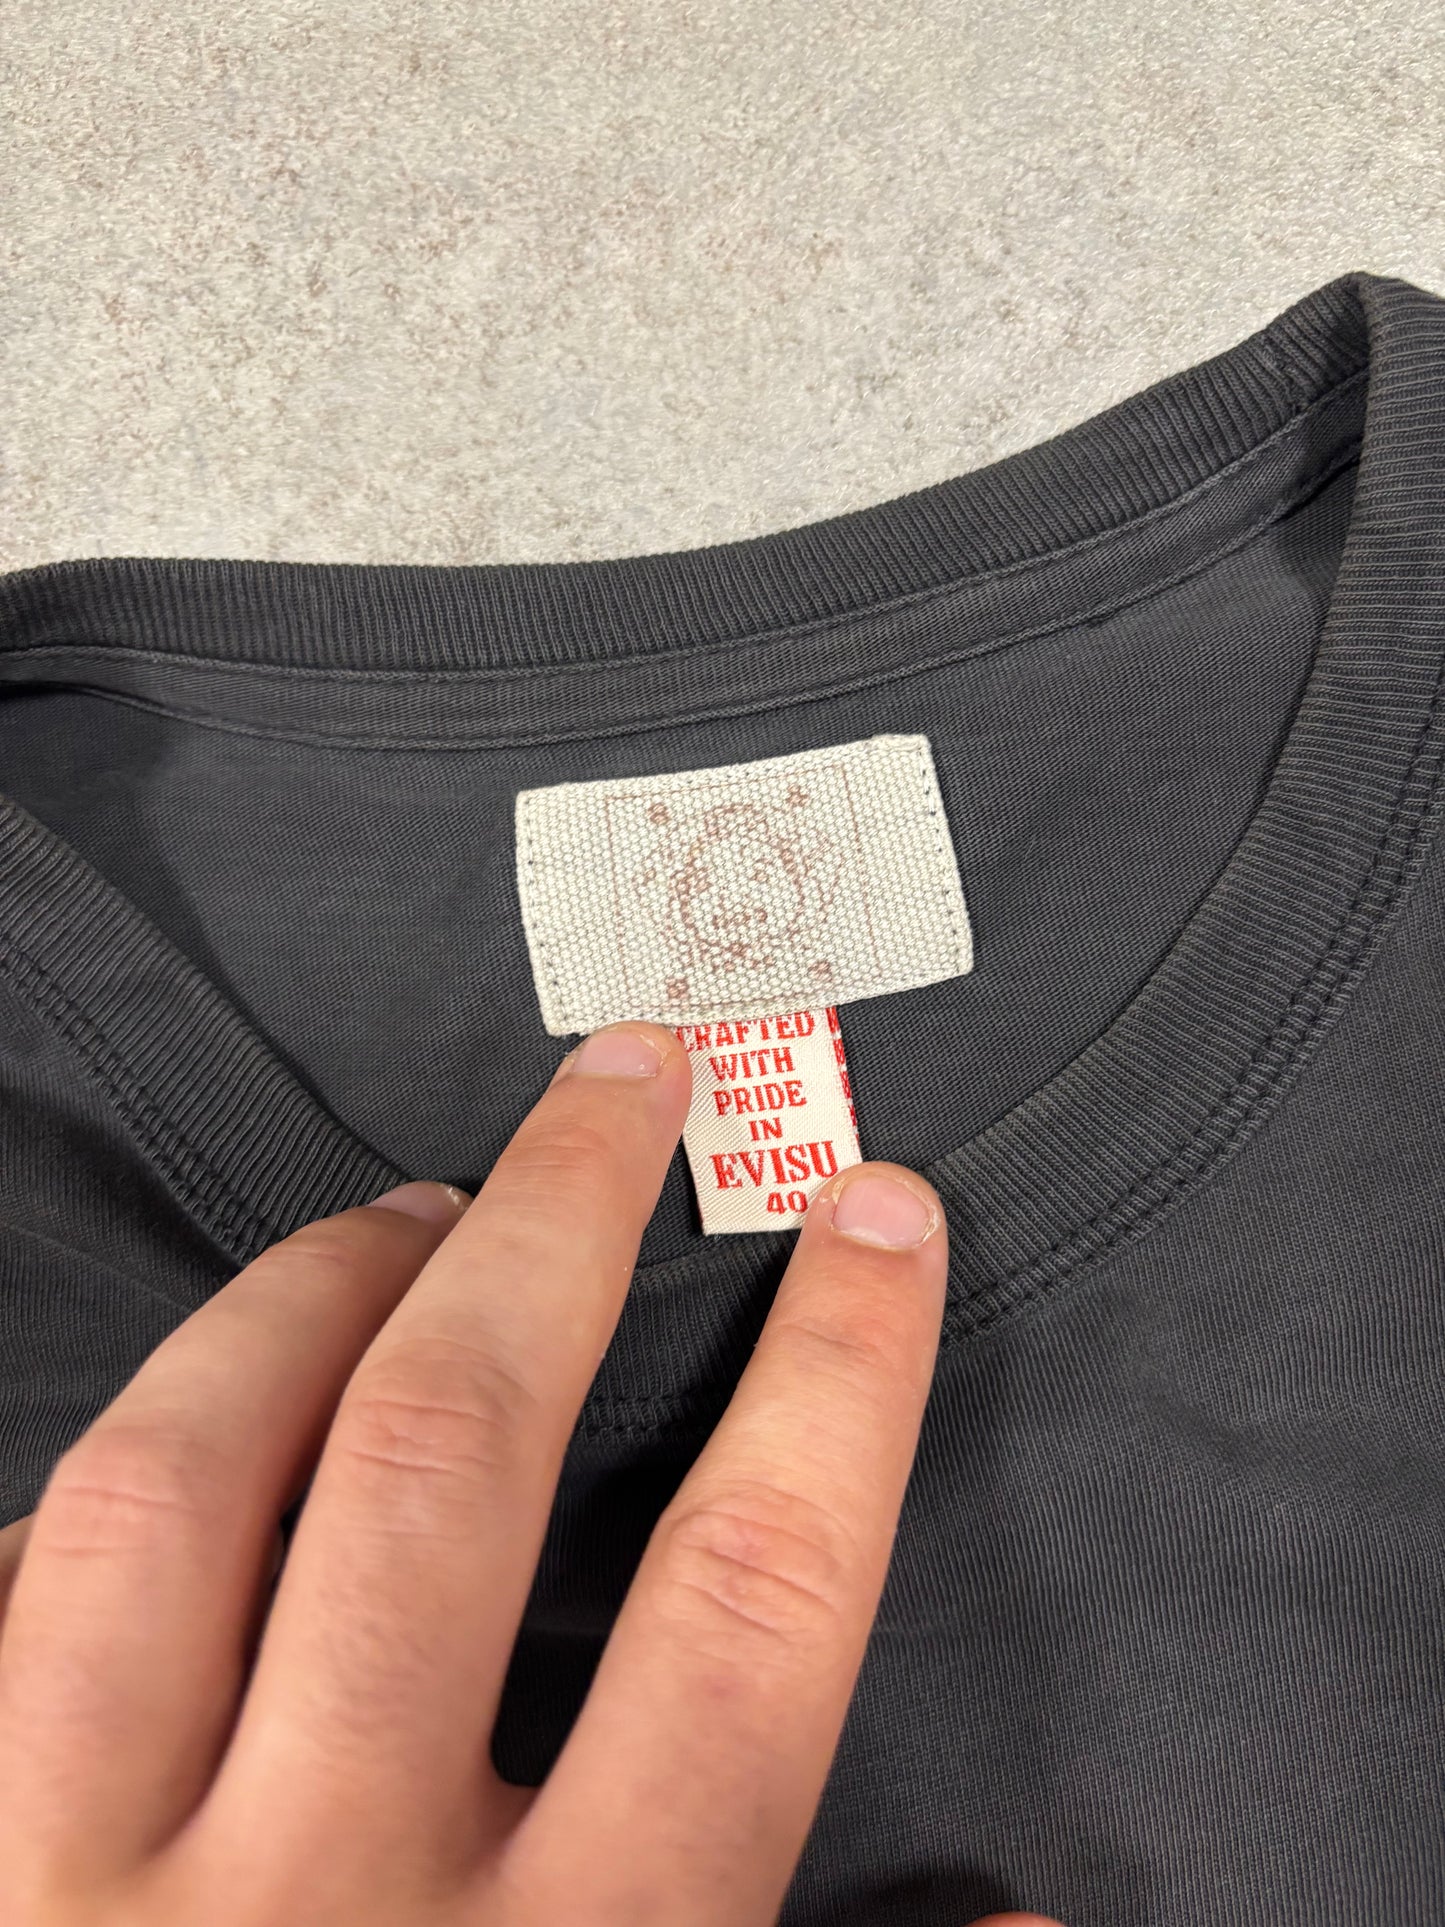 CRAFTED
WITH
PRIDE
IN
EVISU
40